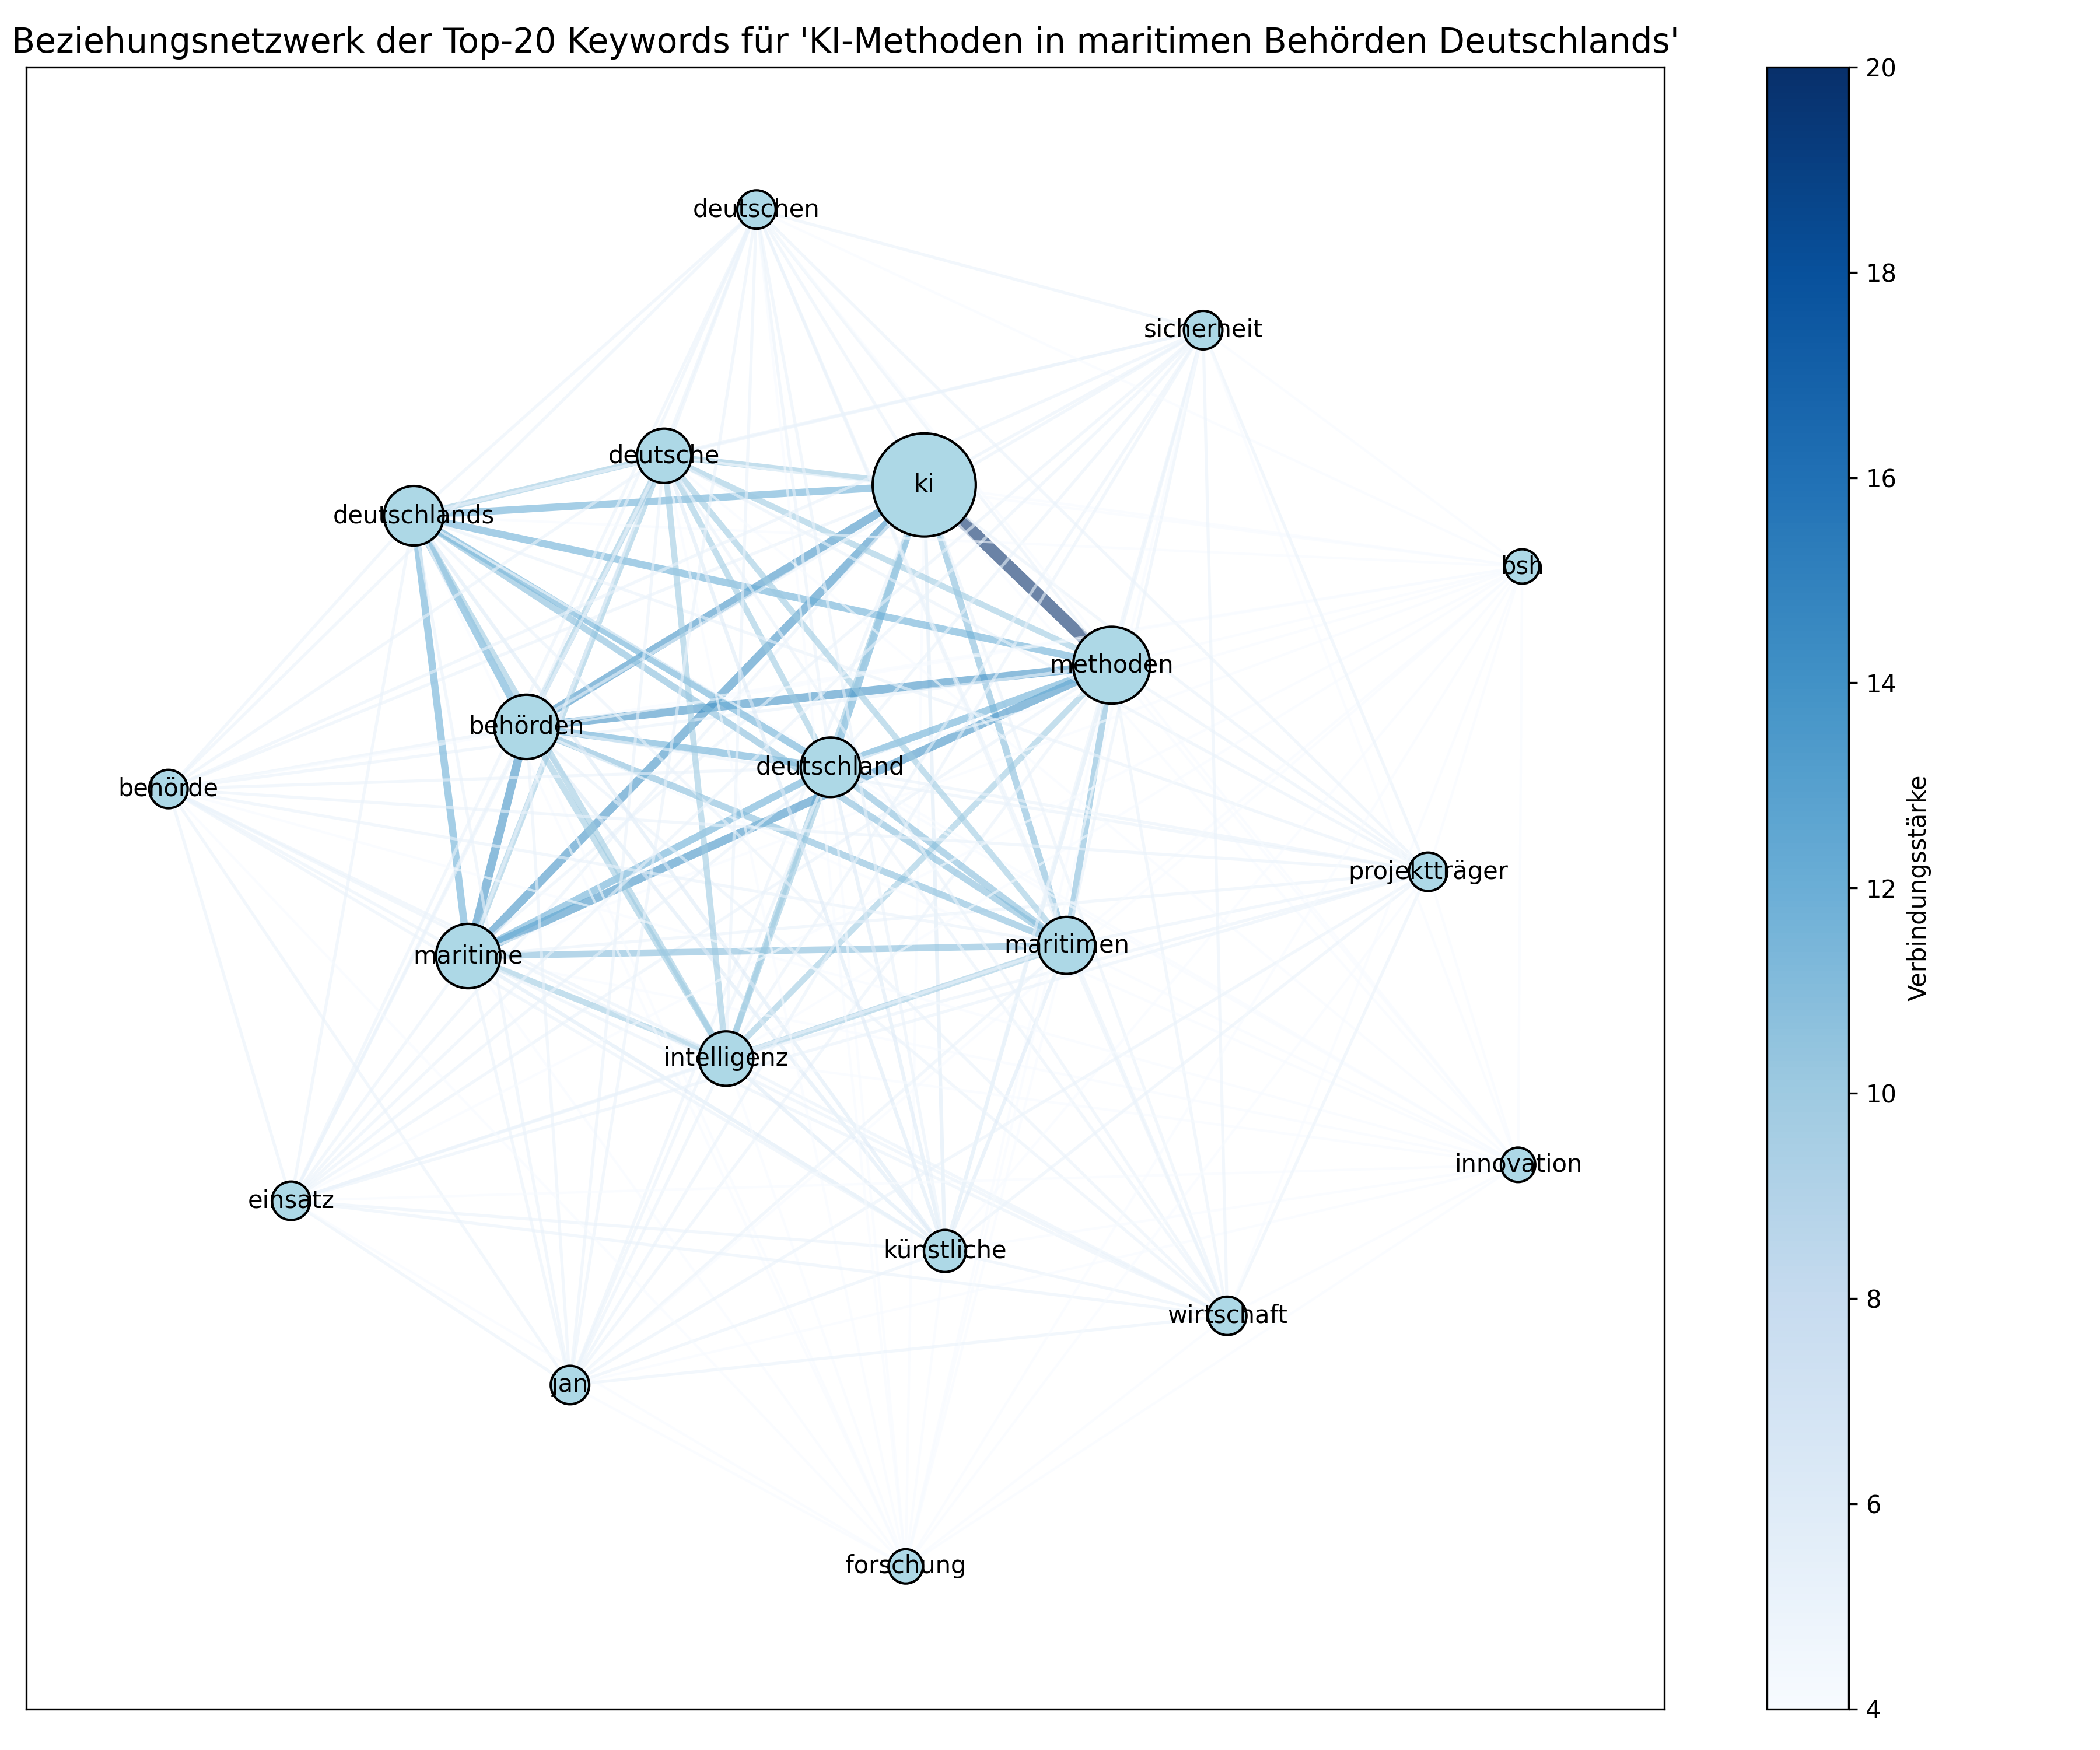 Beziehungsnetzwerk der Top-20 Keywords für 'KI-Methoden in maritimen Behörden Deutschlands'
deutschen
sicherheit
deutsche
ki
deutschlands
bsh
methoden
behörden
deutschland
behörde
projektträger
maritimen
maritime
intelligenz
innovation
einsatz
künstliche
wirtschaft
jan
forschung
20
18
16
14
12
10
8
6
4
Verbindungsstärke